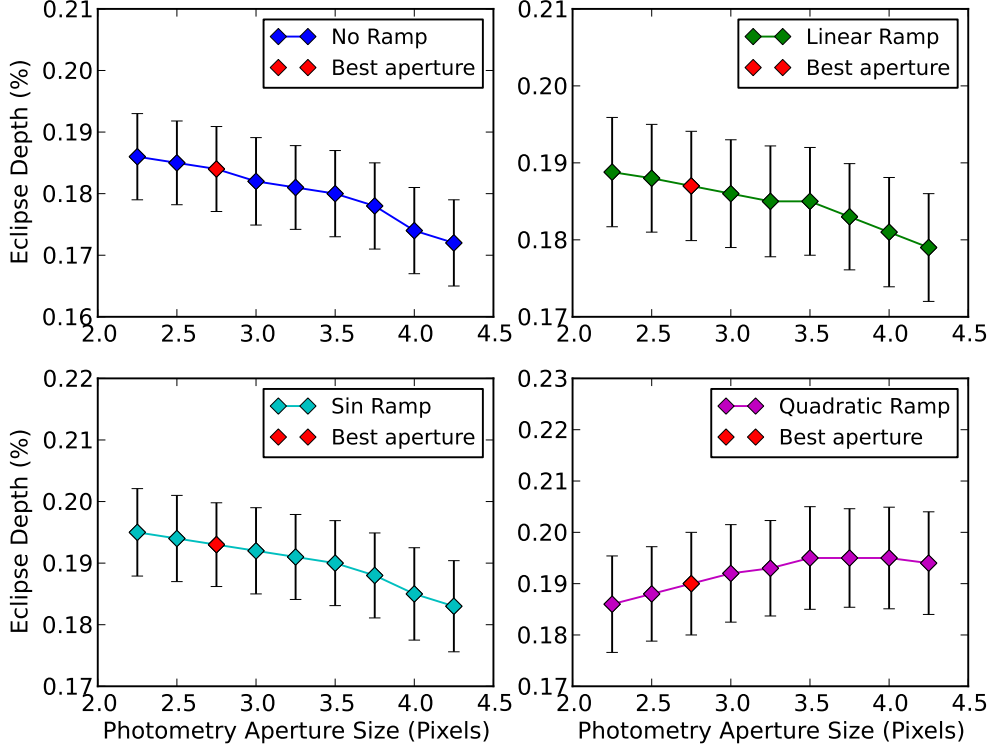 0.21
0.20
0.19
0.18
0.17
0.16
Eclipse Depth (%)
No Ramp
Best aperture
2.0 2.5 3.0 3.5 4.0 4.5
0.21
0.20
0.19
0.18
0.17
Linear Ramp
Best aperture
2.0 2.5 3.0 3.5 4.0 4.5
0.22
0.21
0.20
0.19
0.18
0.17
Eclipse Depth (%)
Sin Ramp
Best aperture
2.0 2.5 3.0 3.5 4.0 4.5
Photometry Aperture Size (Pixels)
0.23
0.22
0.21
0.20
0.19
0.18
0.17
Quadratic Ramp
Best aperture
2.0 2.5 3.0 3.5 4.0 4.5
Photometry Aperture Size (Pixels)